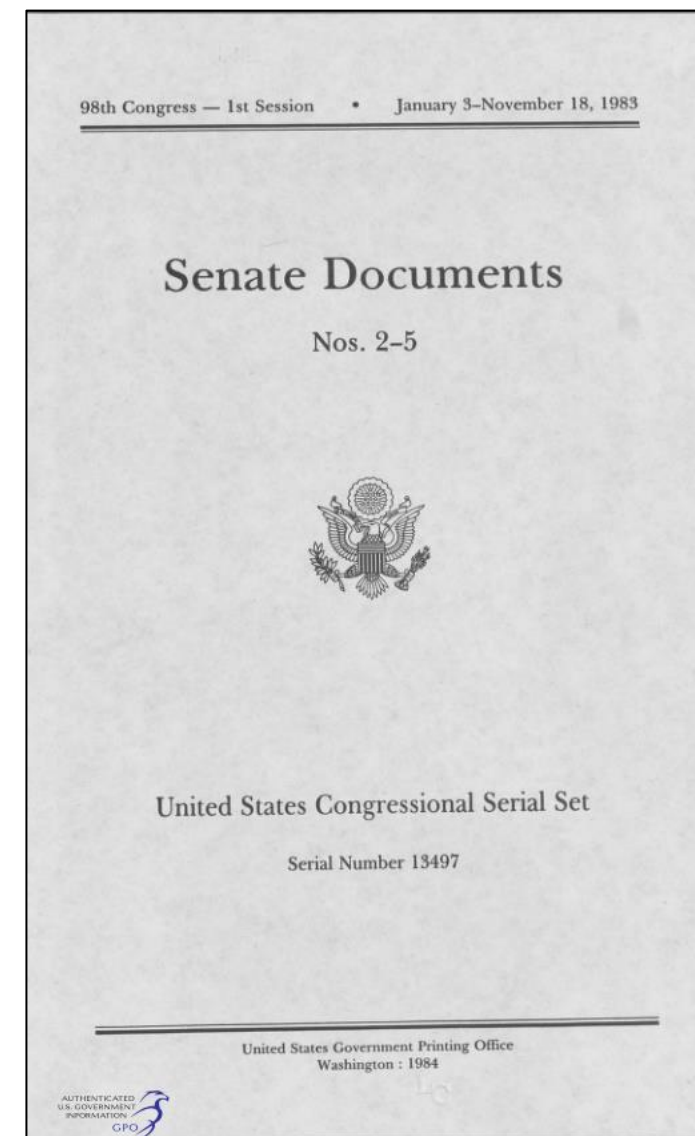 98th Congress — 1st Session • January 3–November 18, 1983
Senate Documents
Nos. 2–5
United States Congressional Serial Set
Serial Number 13497
United States Government Printing Office
Washington : 1984
AUTHENTICATED
U.S. GOVERNMENT
INFORMATION
GPO